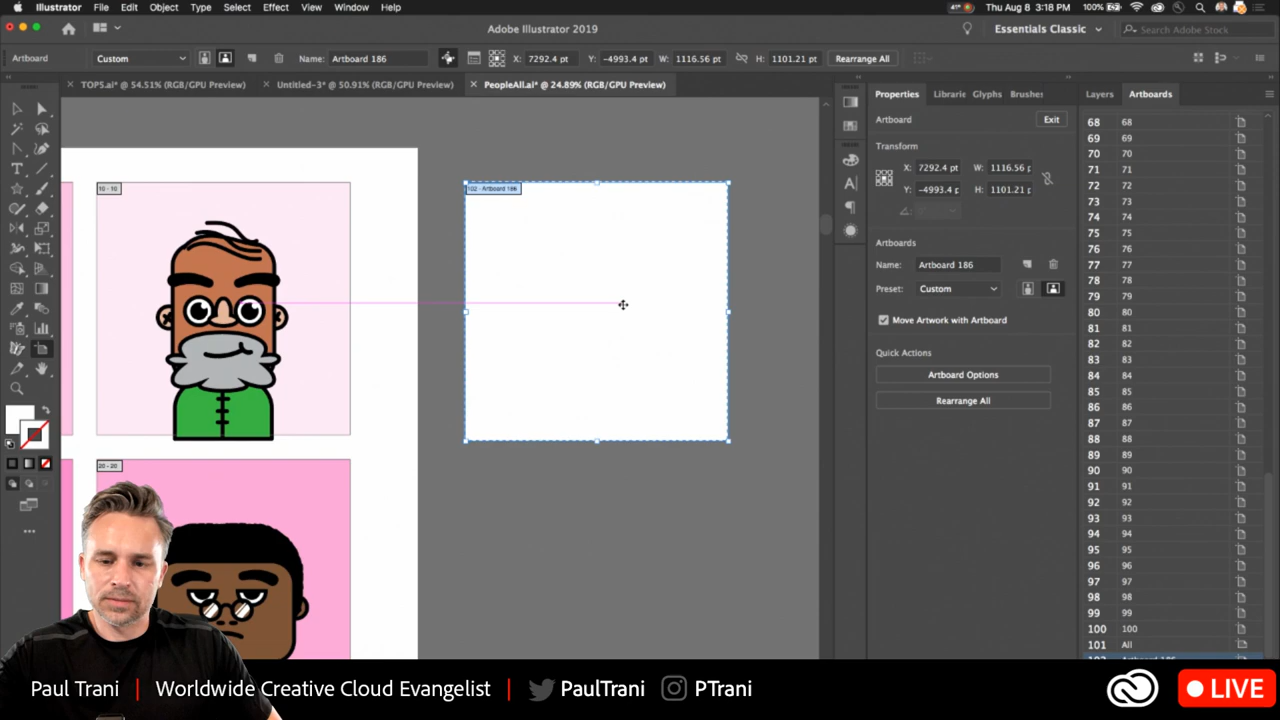 Illustrator File Edit Object Type Select Effect View Window Help
41° Thu Aug 8 3:18 PM 100%
Adobe Illustrator 2019
Essentials Classic
Search Adobe Stock
Artboard Custom Name: Artboard 186 X: 7292.4 pt Y: -4993.4 pt W: 1116.56 pt H: 1101.21 pt Rearrange All
TOPS.ai* @ 54.51% (RGB/GPU Preview) Untitled-3* @ 50.91% (RGB/GPU Preview) PeopleAll.ai* @ 24.89% (RGB/GPU Preview)
Properties Librarie Glyphs Brushes
Artboard Exit
Transform
X: 7292.4 p W: 1116.56 p
Y: -4993.4 p H: 1101.21 p
Artboards
Name: Artboard 186
Preset: Custom
Move Artwork with Artboard
Quick Actions
Artboard Options
Rearrange All
Layers Artboards
68 68
69 69
70 70
71 71
72 72
73 73
74 74
75 75
76 76
77 77
78 78
79 79
80 80
81 81
82 82
83 83
84 84
85 85
86 86
87 87
88 88
89 89
90 90
91 91
92 92
93 93
94 94
95 95
96 96
97 97
98 98
99 99
100 100
101 All
102 Artboard 186
10 - 10
102 - Artboard 186
20 - 20
Paul Trani | Worldwide Creative Cloud Evangelist | PaulTrani PTrani
LIVE